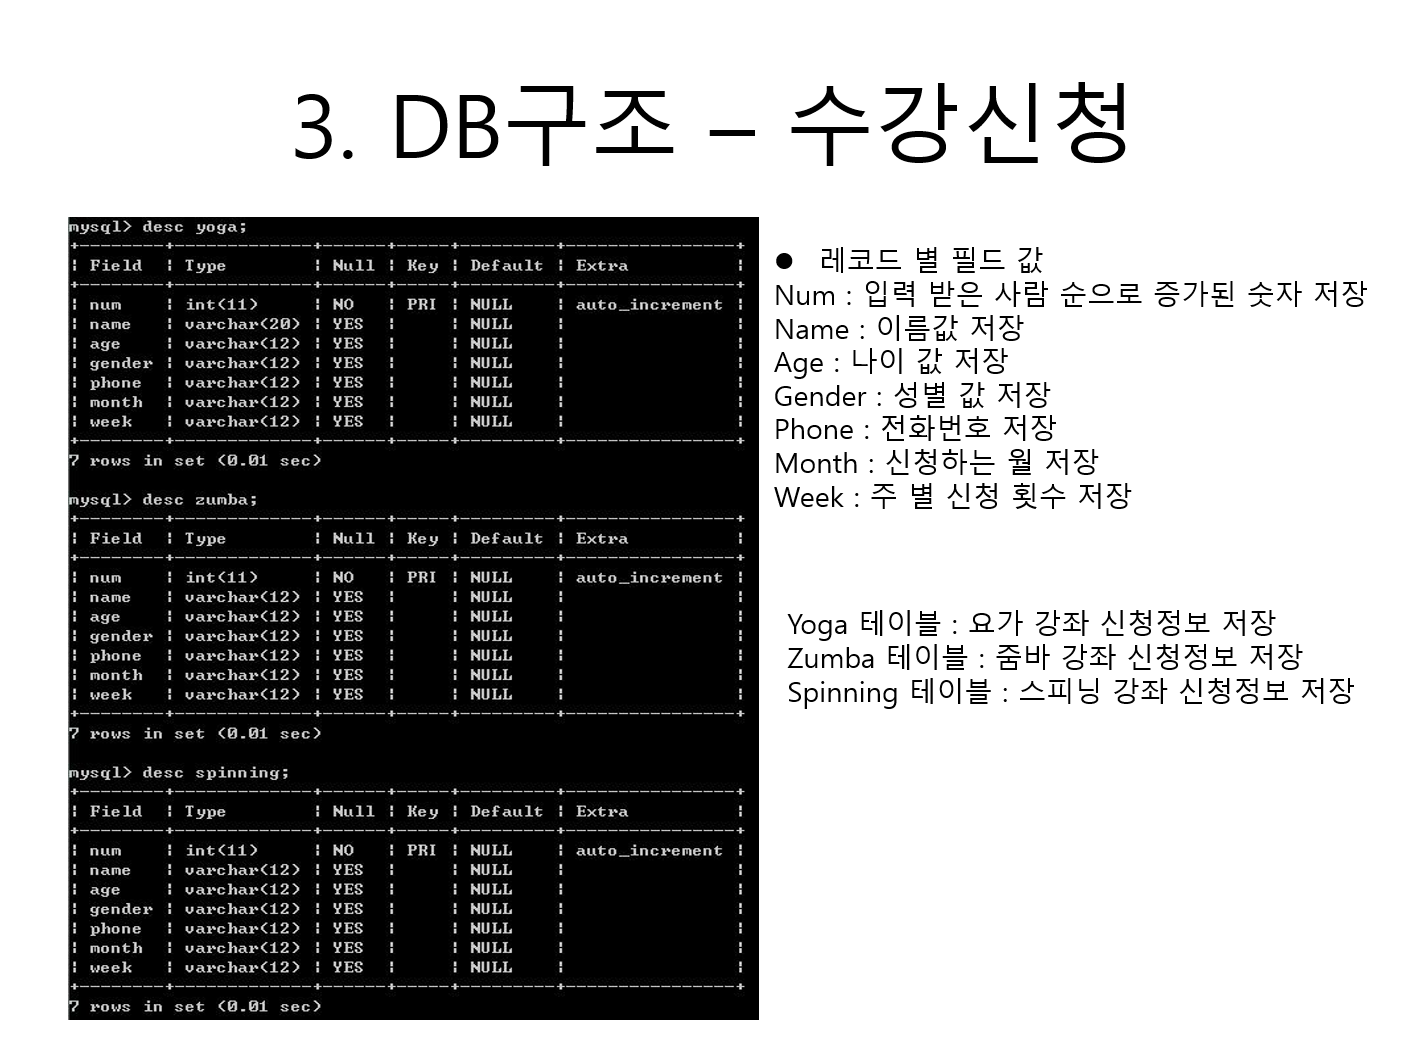 3. DB구조 – 수강신청
mysql> desc yoga;
+--------+-------------+------+-----+---------+----------------+
| Field  | Type        | Null | Key | Default | Extra          |
+--------+-------------+------+-----+---------+----------------+
| num    | int(11)     | NO   | PRI | NULL    | auto_increment |
| name   | varchar(20) | YES  |     | NULL    |                |
| age    | varchar(12) | YES  |     | NULL    |                |
| gender | varchar(12) | YES  |     | NULL    |                |
| phone  | varchar(12) | YES  |     | NULL    |                |
| month  | varchar(12) | YES  |     | NULL    |                |
| week   | varchar(12) | YES  |     | NULL    |                |
+--------+-------------+------+-----+---------+----------------+
7 rows in set (0.01 sec)
mysql> desc zumba;
+--------+-------------+------+-----+---------+----------------+
| Field  | Type        | Null | Key | Default | Extra          |
+--------+-------------+------+-----+---------+----------------+
| num    | int(11)     | NO   | PRI | NULL    | auto_increment |
| name   | varchar(12) | YES  |     | NULL    |                |
| age    | varchar(12) | YES  |     | NULL    |                |
| gender | varchar(12) | YES  |     | NULL    |                |
| phone  | varchar(12) | YES  |     | NULL    |                |
| month  | varchar(12) | YES  |     | NULL    |                |
| week   | varchar(12) | YES  |     | NULL    |                |
+--------+-------------+------+-----+---------+----------------+
7 rows in set (0.01 sec)
mysql> desc spinning;
+--------+-------------+------+-----+---------+----------------+
| Field  | Type        | Null | Key | Default | Extra          |
+--------+-------------+------+-----+---------+----------------+
| num    | int(11)     | NO   | PRI | NULL    | auto_increment |
| name   | varchar(12) | YES  |     | NULL    |                |
| age    | varchar(12) | YES  |     | NULL    |                |
| gender | varchar(12) | YES  |     | NULL    |                |
| phone  | varchar(12) | YES  |     | NULL    |                |
| month  | varchar(12) | YES  |     | NULL    |                |
| week   | varchar(12) | YES  |     | NULL    |                |
+--------+-------------+------+-----+---------+----------------+
7 rows in set (0.01 sec)
● 레코드 별 필드 값
Num : 입력 받은 사람 순으로 증가된 숫자 저장
Name : 이름값 저장
Age : 나이 값 저장
Gender : 성별 값 저장
Phone : 전화번호 저장
Month : 신청하는 월 저장
Week : 주 별 신청 횟수 저장
Yoga 테이블 : 요가 강좌 신청정보 저장
Zumba 테이블 : 줌바 강좌 신청정보 저장
Spinning 테이블 : 스피닝 강좌 신청정보 저장